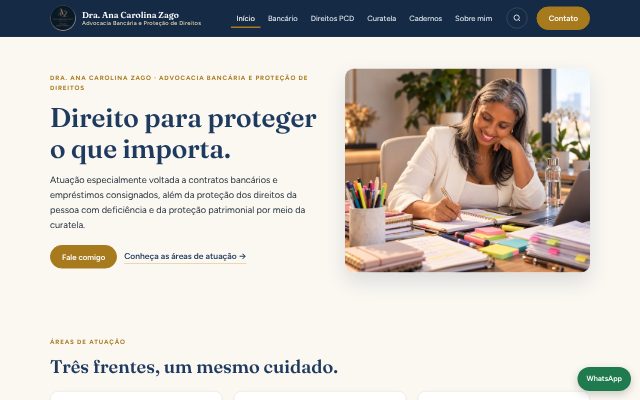 Dra. Ana Carolina Zago
Advocacia Bancária e Proteção de Direitos
Início
Bancário
Direitos PCD
Curatela
Cadernos
Sobre mim
Contato
DRA. ANA CAROLINA ZAGO · ADVOCACIA BANCÁRIA E PROTEÇÃO DE
DIREITOS
Direito para proteger
o que importa.
Atuação especialmente voltada a contratos bancários e
empréstimos consignados, além da proteção dos direitos da
pessoa com deficiência e da proteção patrimonial por meio da
curatela.
Fale comigo
Conheça as áreas de atuação →
ÁREAS DE ATUAÇÃO
Três frentes, um mesmo cuidado.
WhatsApp